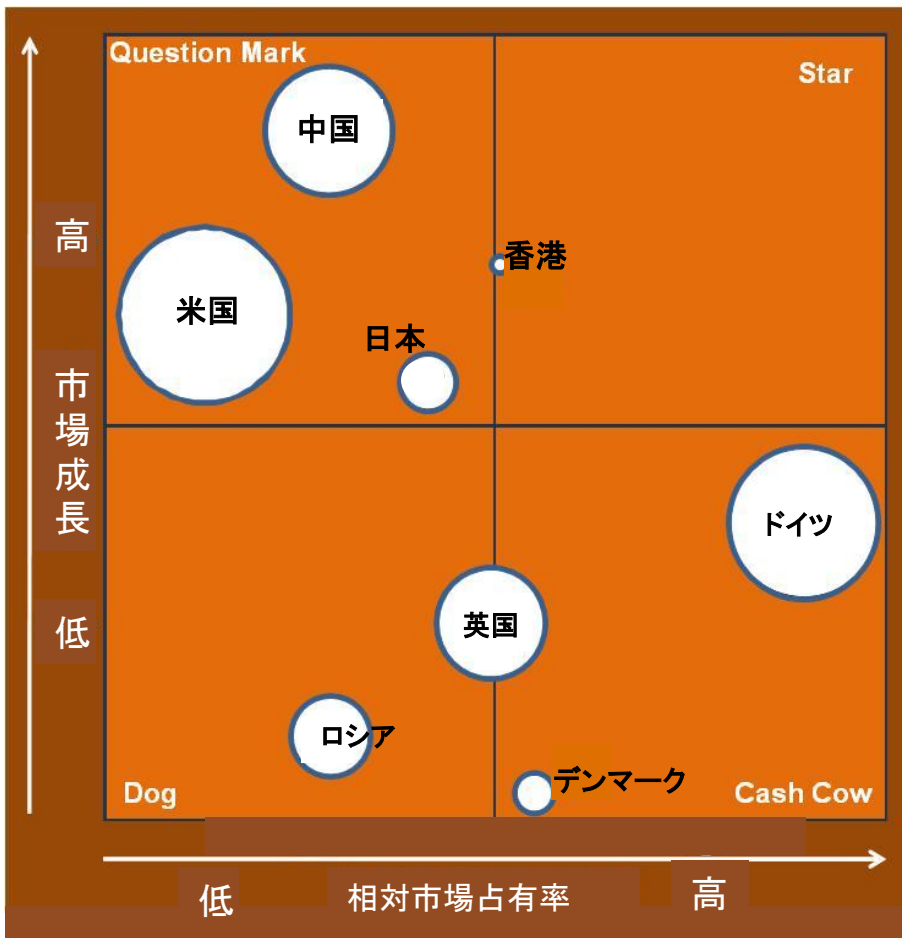 Question Mark
Star
中国
高
香港
米国
日本
市場成長
ドイツ
低
英国
ロシア
デンマーク
Dog
Cash Cow
低
相対市場占有率
高